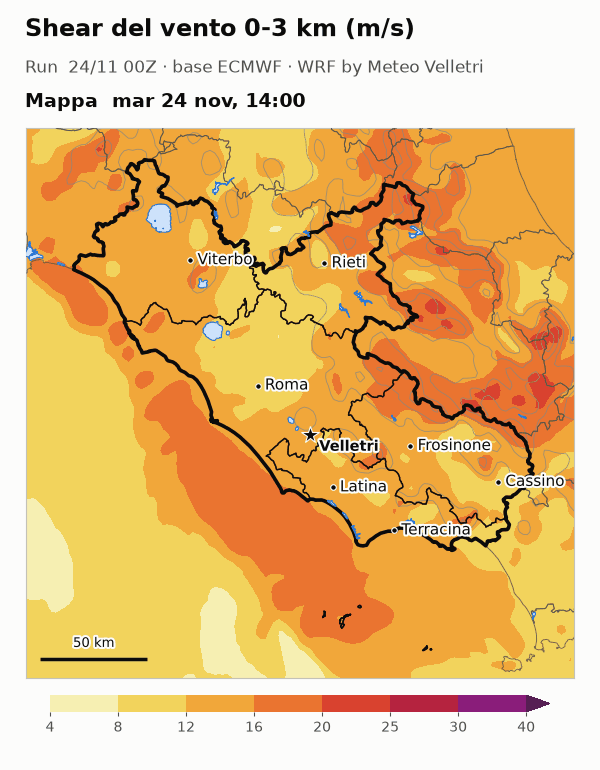 Shear del vento 0-3 km (m/s)
Run  24/11 00Z · base ECMWF · WRF by Meteo Velletri
Mappa  mar 24 nov, 14:00
Viterbo
Rieti
Roma
Velletri
Frosinone
Cassino
Latina
Terracina
50 km
4 8 12 16 20 25 30 40